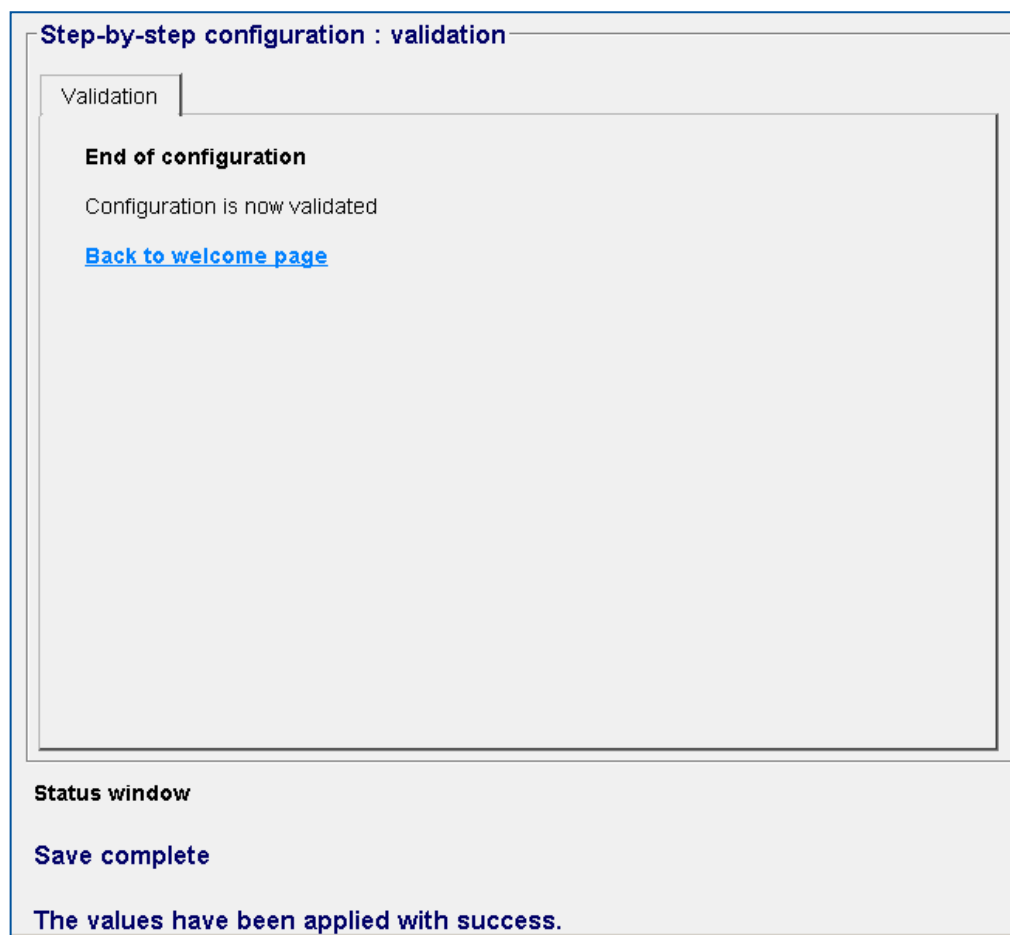 Step-by-step configuration : validation
Validation
End of configuration
Configuration is now validated
Back to welcome page
Status window
Save complete
The values have been applied with success.